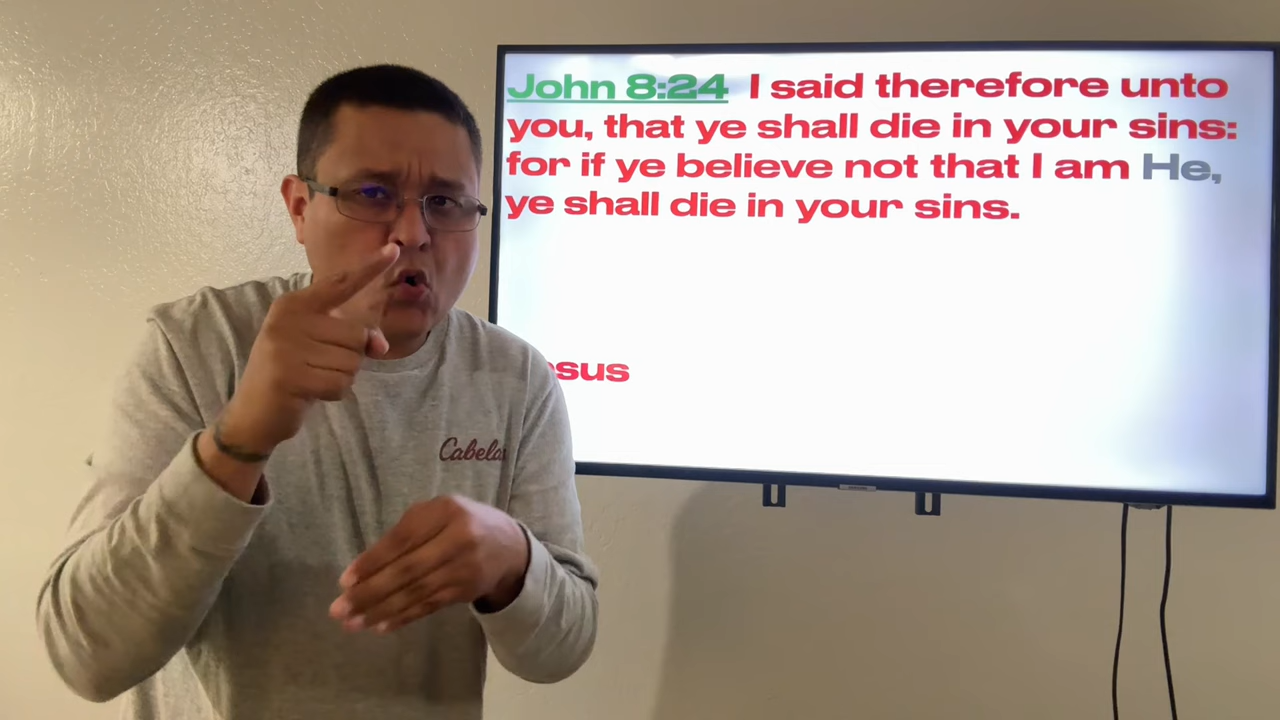 John 8:24 I said therefore unto
you, that ye shall die in your sins:
for if ye believe not that I am He,
ye shall die in your sins.